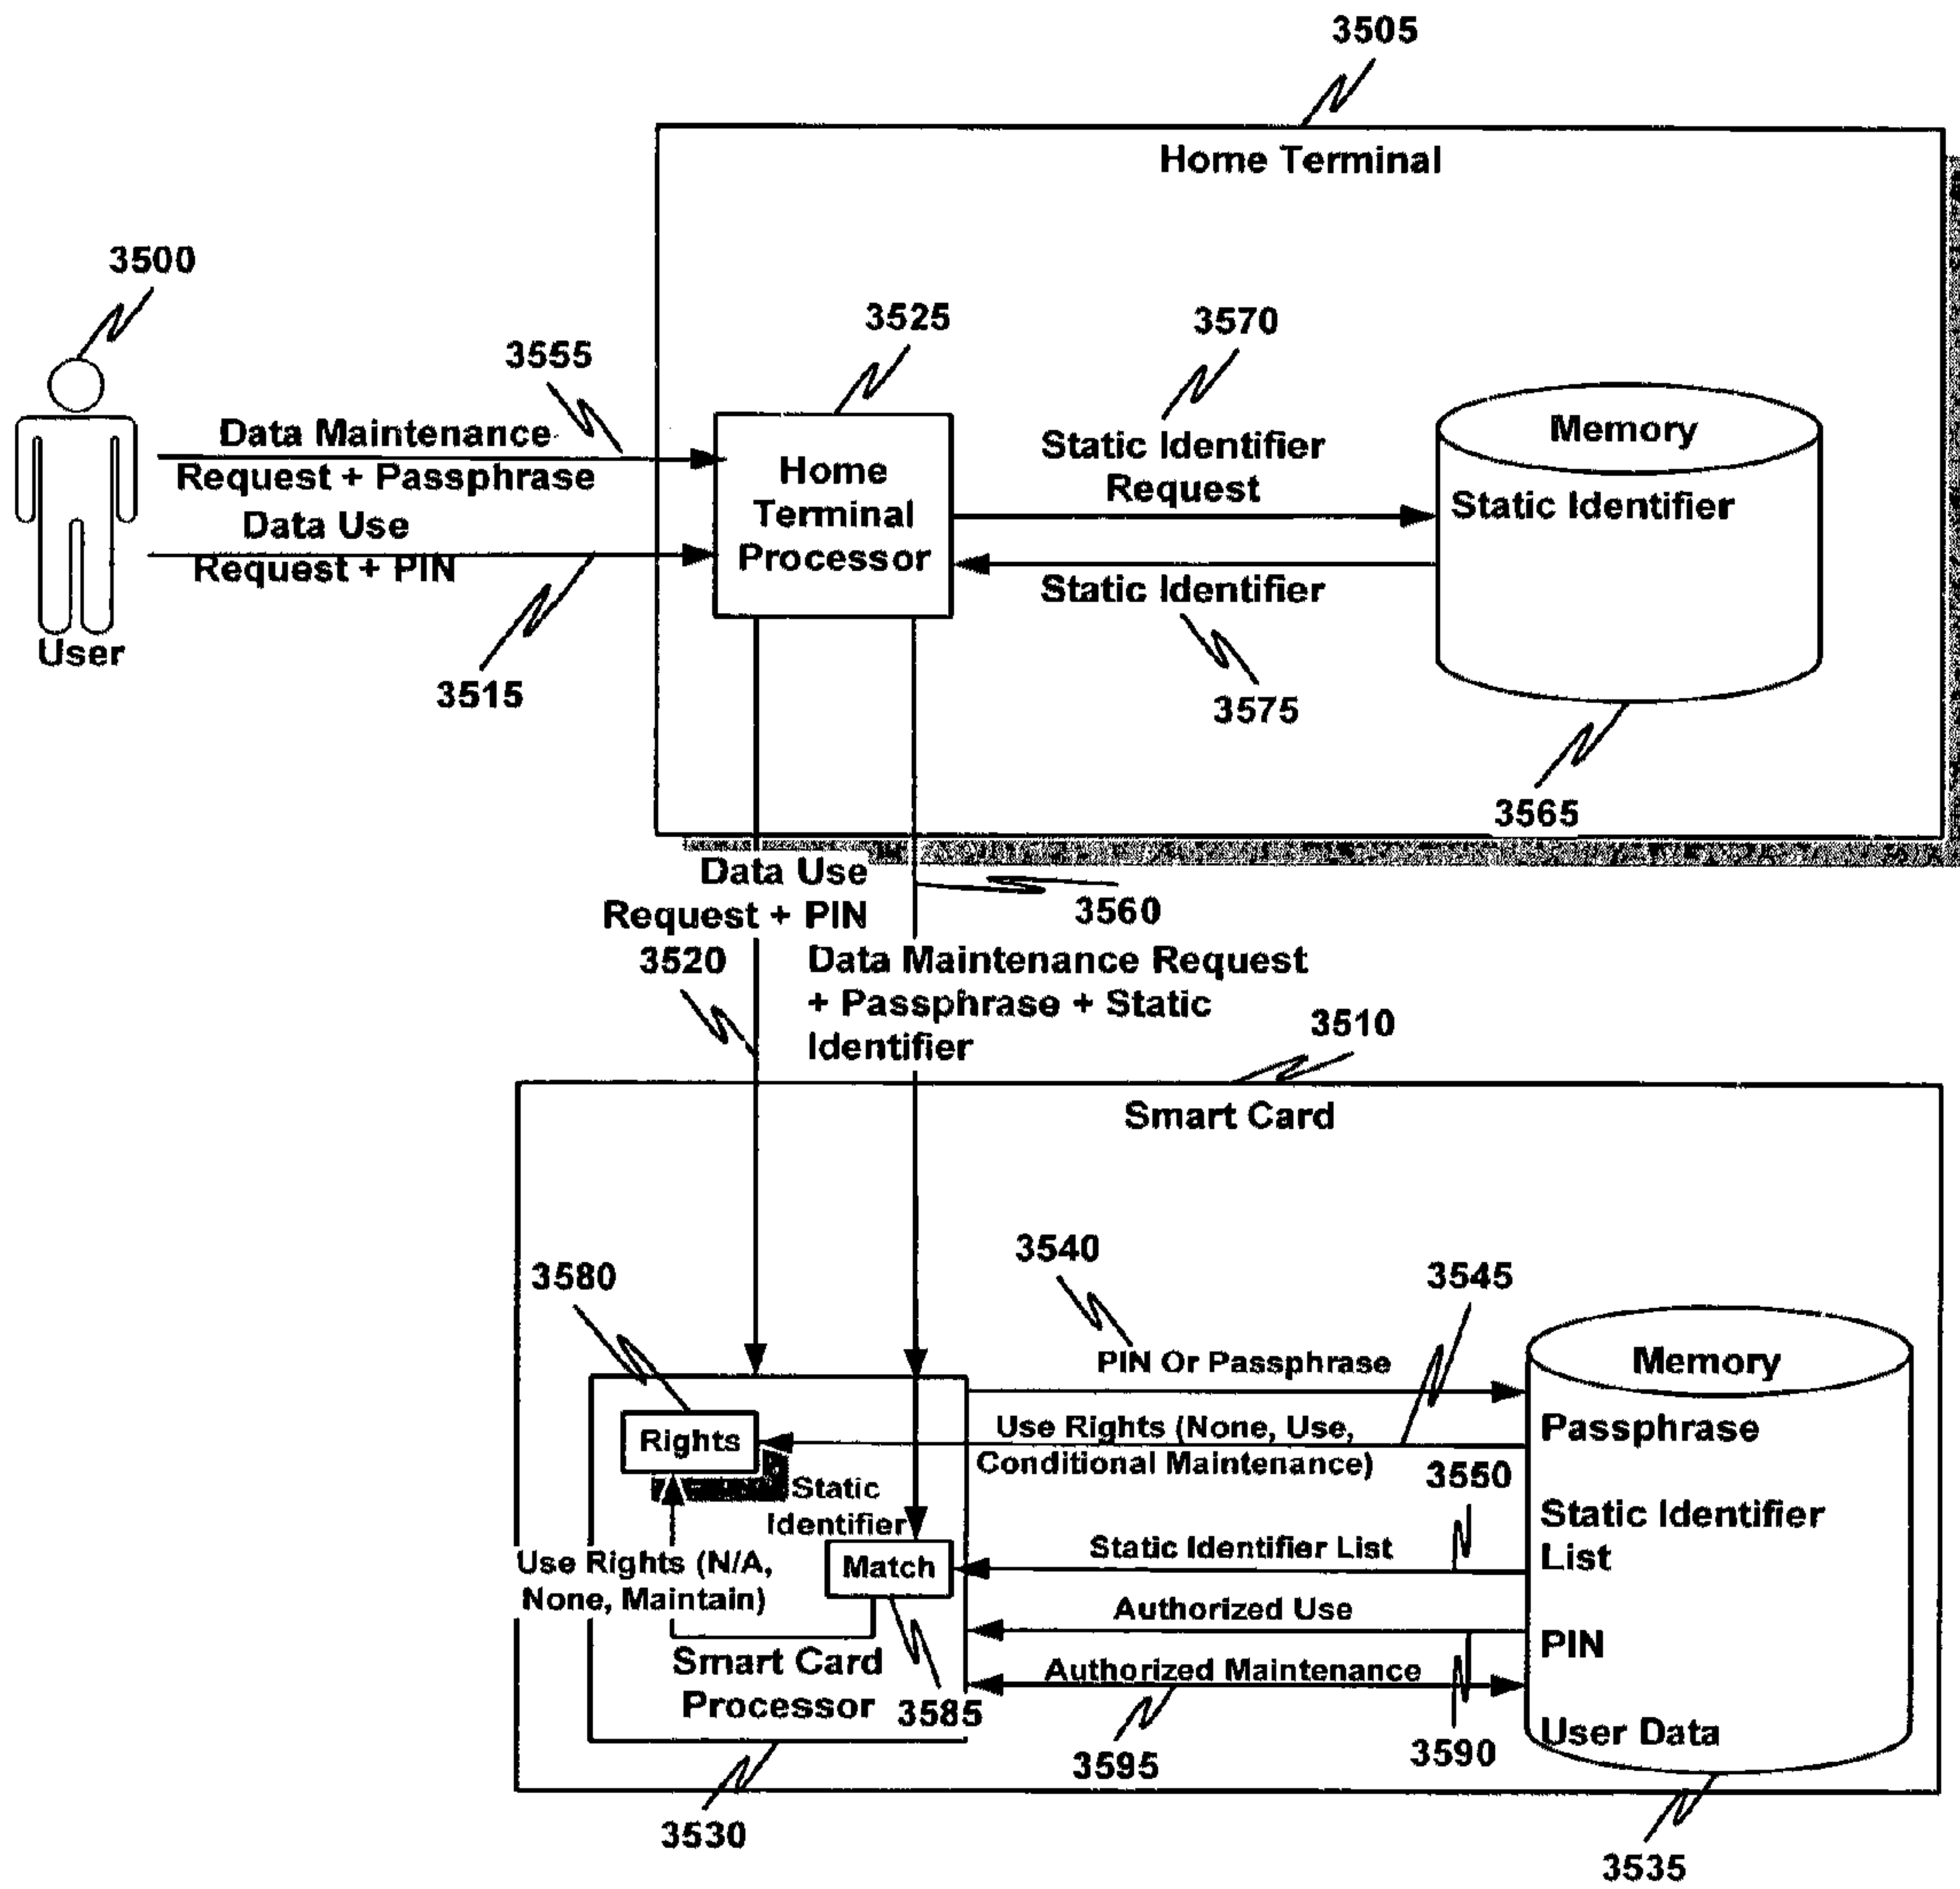 3505
Home Terminal
3500
3525
3570
3555
Data Maintenance
Request + Passphrase
Data Use
Request + PIN
Home
Terminal
Processor
Static Identifier
Request
Memory
Static Identifier
Static Identifier
User
3515
3575
3565
Data Use
Request + PIN
3560
3520
Data Maintenance Request
+ Passphrase + Static
Identifier
3510
Smart Card
3540
3580
3545
PIN Or Passphrase
Memory
Rights
Use Rights (None, Use,
Conditional Maintenance)
Passphrase
3550
Static
Identifier
Static Identifier
List
Use Rights (N/A,
None, Maintain)
Match
Static Identifier List
Authorized Use
PIN
Smart Card
Processor
Authorized Maintenance
3585
User Data
3595
3590
3530
3535